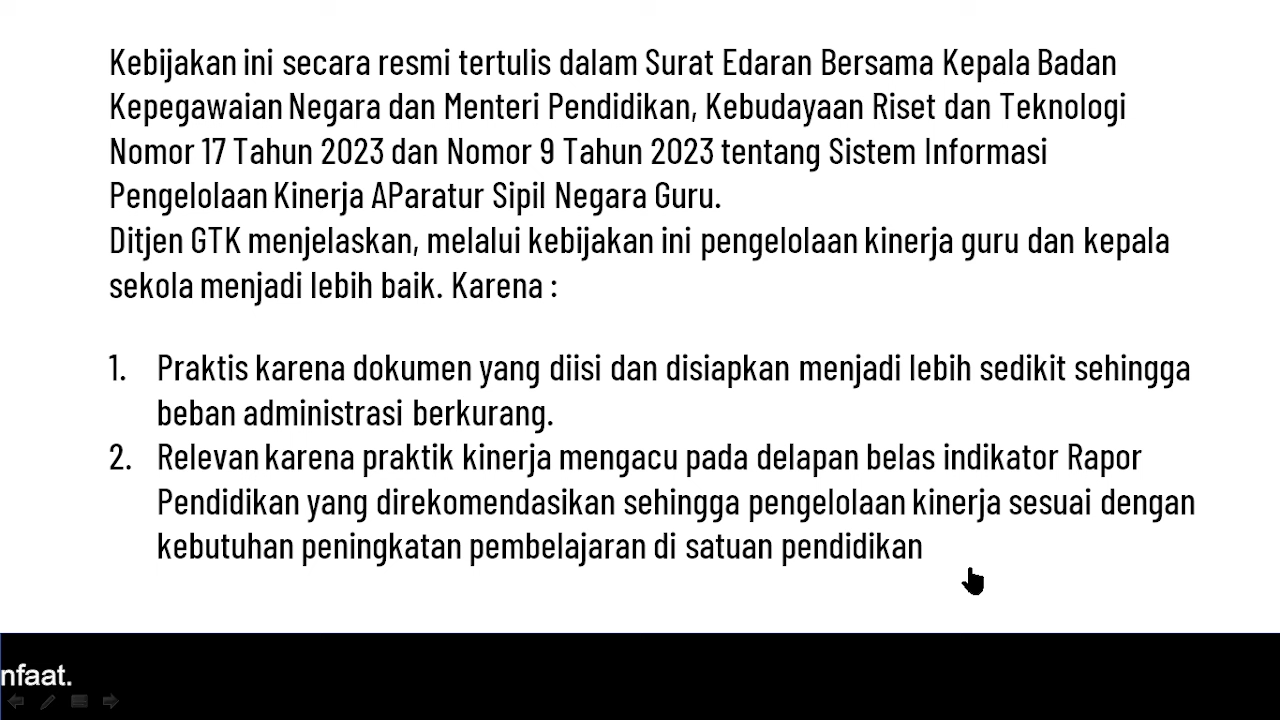 Kebijakan ini secara resmi tertulis dalam Surat Edaran Bersama Kepala Badan
Kepegawaian Negara dan Menteri Pendidikan, Kebudayaan Riset dan Teknologi
Nomor 17 Tahun 2023 dan Nomor 9 Tahun 2023 tentang Sistem Informasi
Pengelolaan Kinerja AParatur Sipil Negara Guru.
Ditjen GTK menjelaskan, melalui kebijakan ini pengelolaan kinerja guru dan kepala
sekola menjadi lebih baik. Karena :
1. Praktis karena dokumen yang diisi dan disiapkan menjadi lebih sedikit sehingga
beban administrasi berkurang.
2. Relevan karena praktik kinerja mengacu pada delapan belas indikator Rapor
Pendidikan yang direkomendasikan sehingga pengelolaan kinerja sesuai dengan
kebutuhan peningkatan pembelajaran di satuan pendidikan
nfaat.